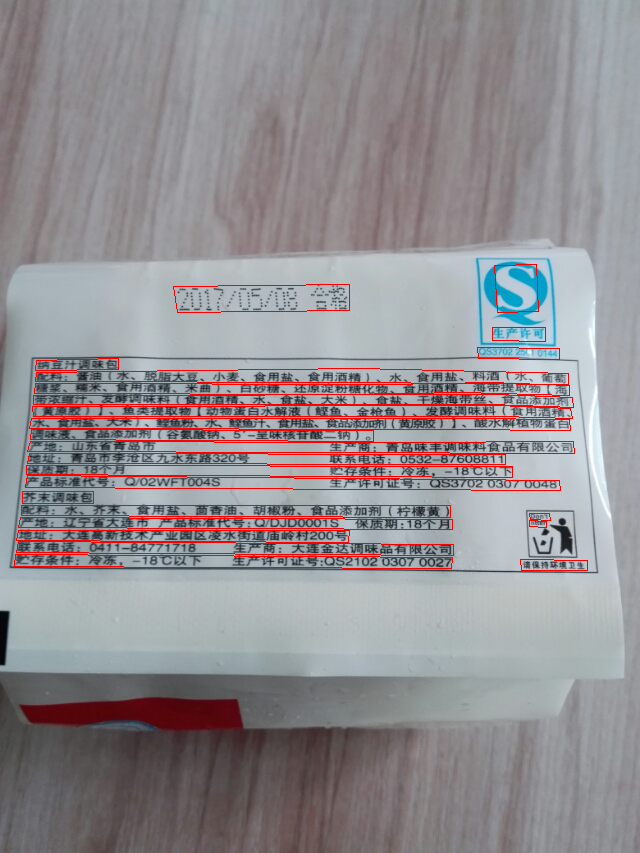 2017/05/08 合格
S
生产许可
QS3702 2501 0144
纳豆汁调味包
配料：酱油（水、脱脂大豆、小麦、食用盐、食用酒精）、水、食用盐、料酒（水、葡萄
糖浆、糯米、食用酒精、米曲）、白砂糖、还原淀粉糖化物、食用酒精、海带提取物【海
带浓缩汁、发酵调味料（食用酒精、水、食盐、大米）、食盐、干燥海带丝、食品添加剂
（黄原胶）】、鱼类提取物【动物蛋白水解液（鲣鱼、金枪鱼）、发酵调味料（食用酒精、
水、食用盐、大米）、鲣鱼粉、水、鲣鱼汁、食用盐、食品添加剂（黄原胶）】、酸水解植物蛋白
调味液、食品添加剂（谷氨酸钠、5'-呈味核苷酸二钠）。
产地：山东省青岛市 生产商：青岛味丰调味料食品有限公司
地址：青岛市李沧区九水东路320号 联系电话：0532-87608811
保质期：18个月 贮存条件：冷冻，-18℃以下
产品标准代号：Q/02WFT004S 生产许可证号：QS3702 0307 0048
芥末调味包
配料：水、芥末、食用盐、茴香油、胡椒粉、食品添加剂（柠檬黄）
产地：辽宁省大连市 产品标准代号：Q/DJD0001S 保质期：18个月
地址：大连高新技术产业园区凌水街道庙岭村200号
联系电话：0411-84771718 生产商：大连金达调味品有限公司
贮存条件：冷冻，-18℃以下 生产许可证号：QS2102 0307 0027
Don't
litter!
请保持环境卫生